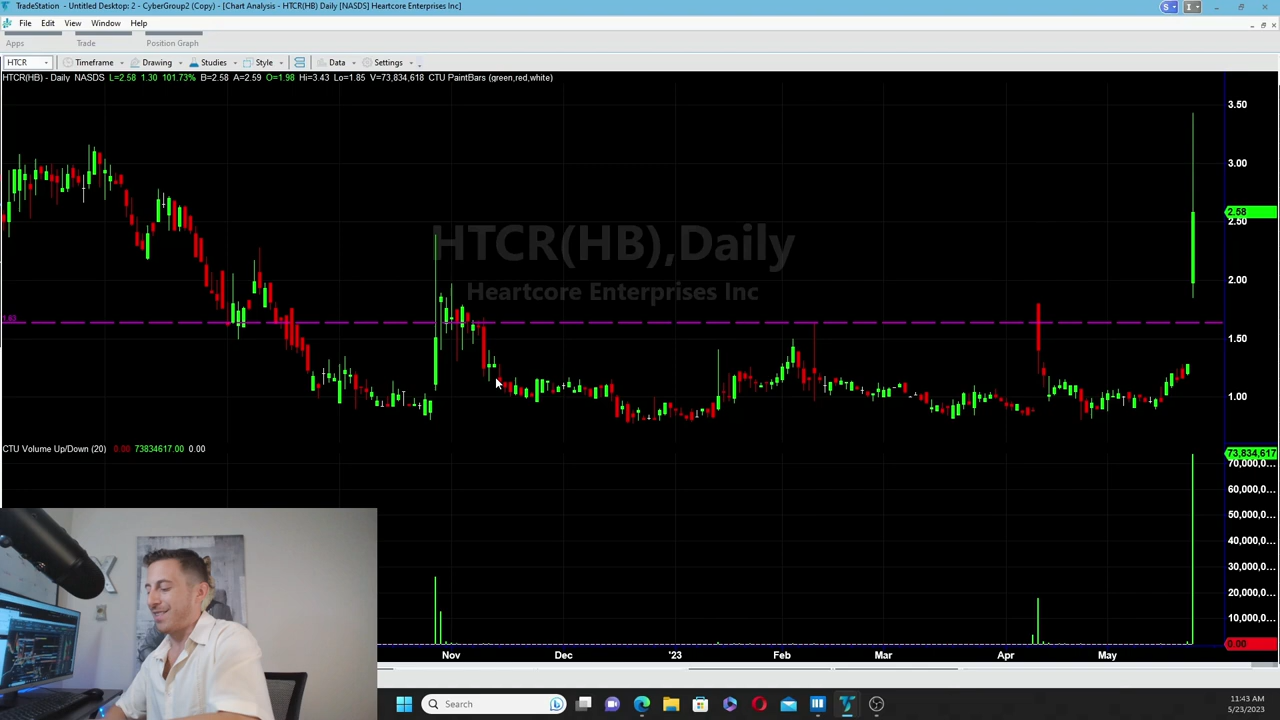 TradeStation - Untitled Desktop: 2 - CyberGroup2 (Copy) - [Chart Analysis - HTCR(HB) Daily [NASDS] Heartcore Enterprises Inc]
File Edit View Window Help
Apps Trade Position Graph
HTCR Timeframe Drawing Studies Style Data Settings
HTCR(HB) - Daily NASDS L=2.58 1.30 101.73% B=2.58 A=2.59 O=1.98 Hi=3.43 Lo=1.85 V=73,834,618 CTU PaintBars (green,red,white)
3.50
3.00
2.58
2.50
HTCR(HB),Daily
Heartcore Enterprises Inc
2.00
1.63
1.50
1.00
CTU Volume Up/Down (20) 0.00 73834617.00 0.00
73,834,617
70,000,0...
60,000,0...
50,000,0...
40,000,0...
30,000,0...
20,000,0...
10,000,0...
0.00
Nov Dec '23 Feb Mar Apr May
Search
11:43 AM
5/23/2023